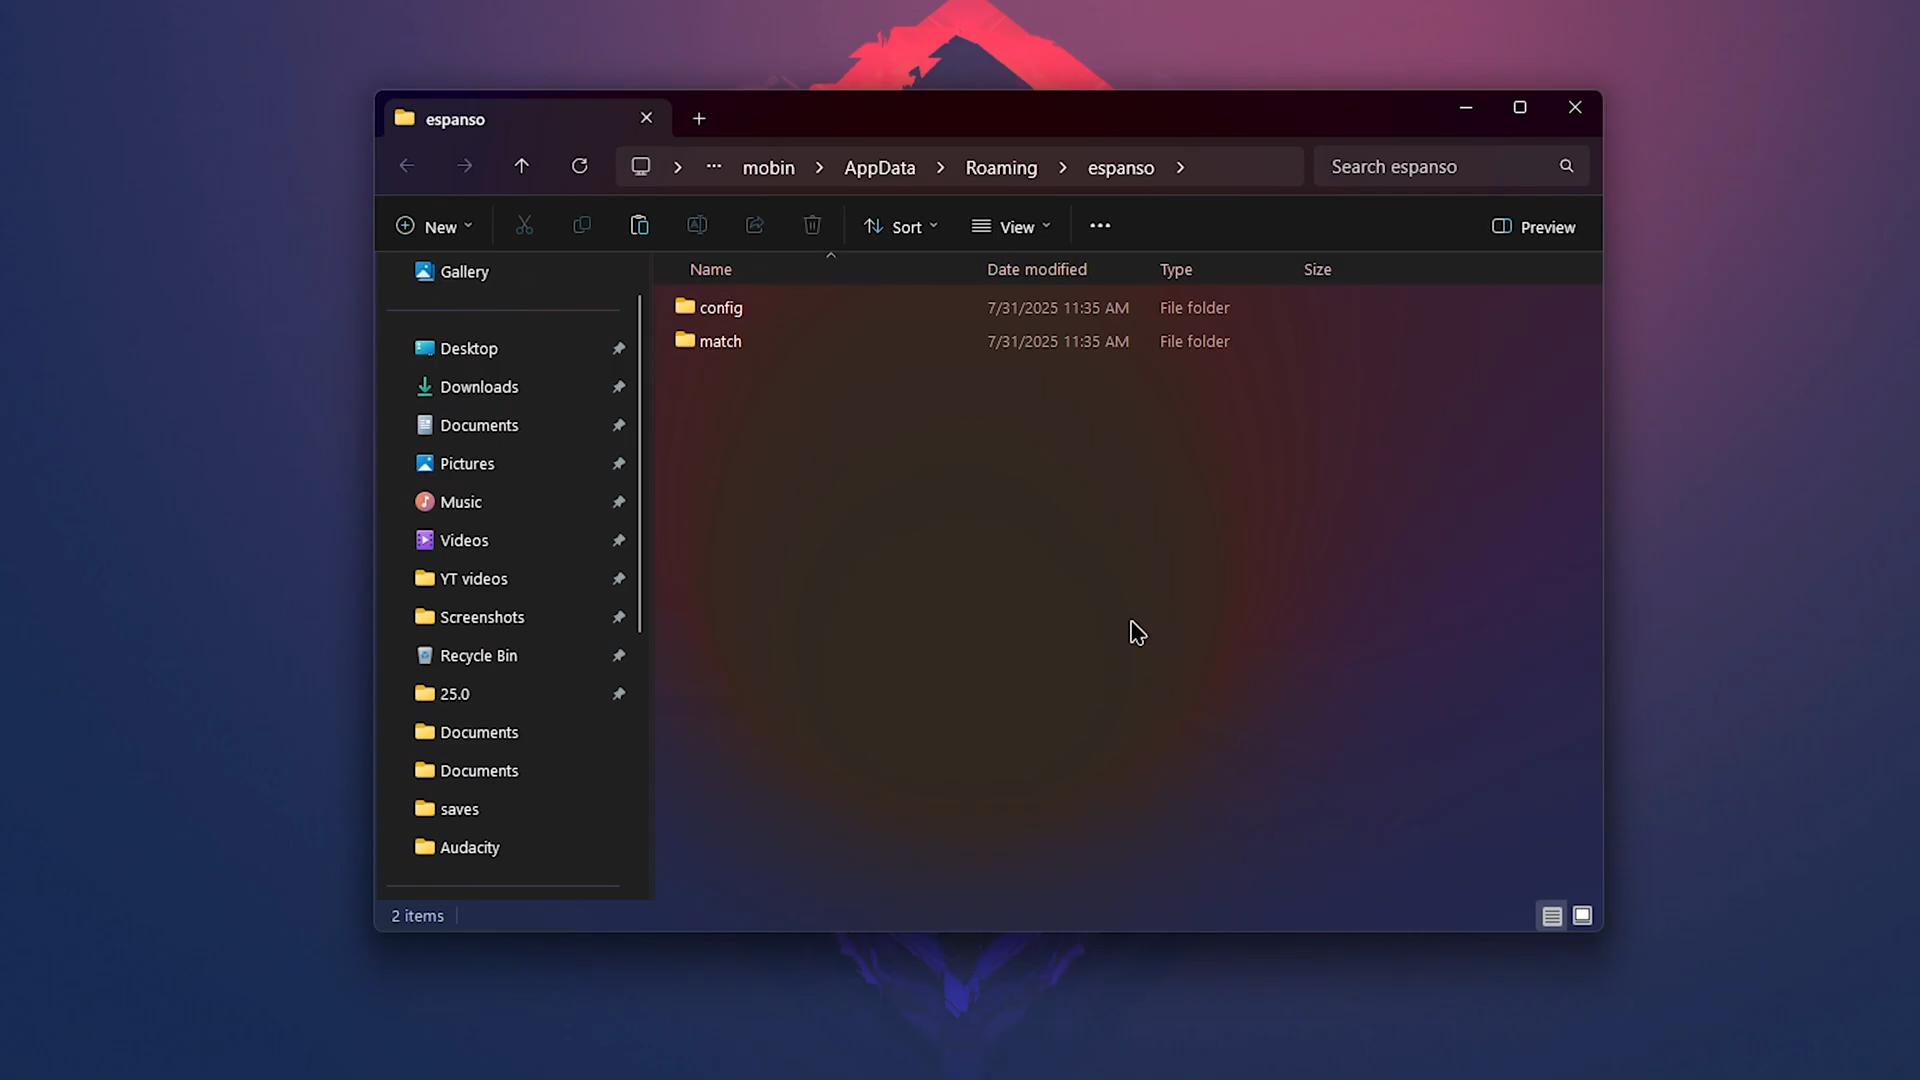 espanso
mobin AppData Roaming espanso
Search espanso
New Sort View Preview
Gallery
Name Date modified Type Size
config 7/31/2025 11:35 AM File folder
match 7/31/2025 11:35 AM File folder
Desktop
Downloads
Documents
Pictures
Music
Videos
YT videos
Screenshots
Recycle Bin
25.0
Documents
Documents
saves
Audacity
2 items